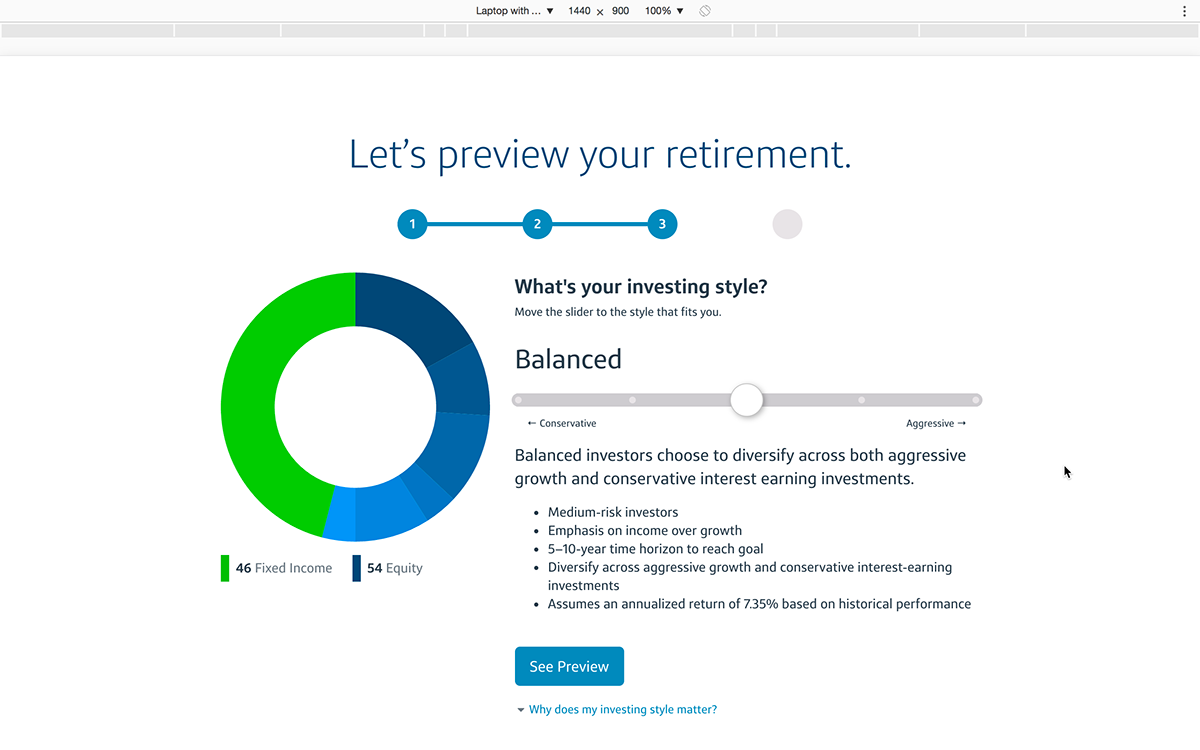 Laptop with ... ▼ 1440 × 900 100% ▼
Let’s preview your retirement.
1 2 3
What's your investing style?
Move the slider to the style that fits you.
Balanced
← Conservative Aggressive →
Balanced investors choose to diversify across both aggressive
growth and conservative interest earning investments.
• Medium-risk investors
• Emphasis on income over growth
• 5–10-year time horizon to reach goal
• Diversify across aggressive growth and conservative interest-earning
investments
• Assumes an annualized return of 7.35% based on historical performance
46 Fixed Income 54 Equity
See Preview
Why does my investing style matter?